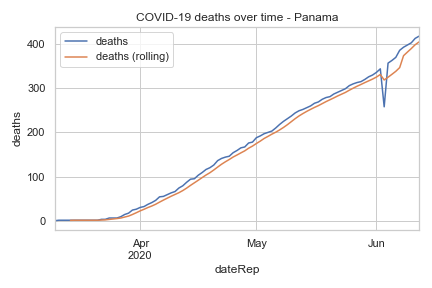 COVID-19 deaths over time - Panama
deaths
deaths (rolling)
400
300
200
100
0
deaths
Apr
2020
May
Jun
dateRep